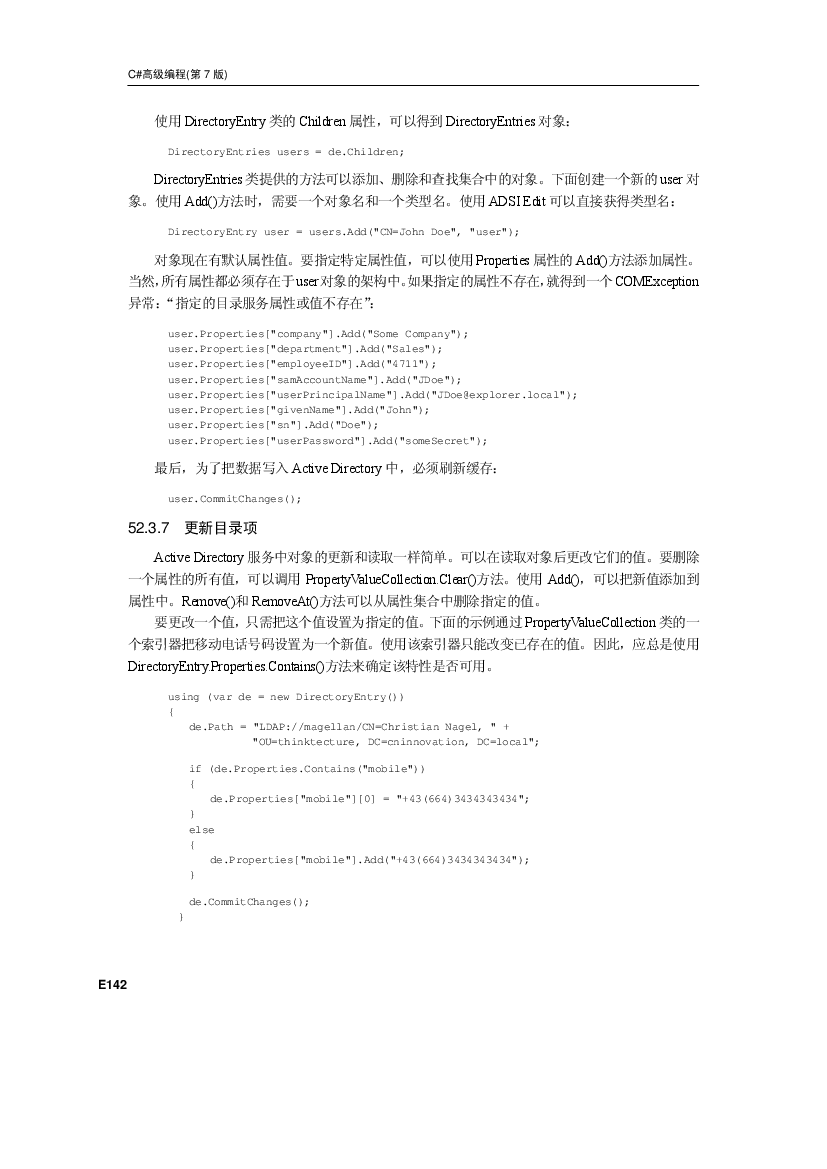 C#高级编程(第 7 版)
使用 DirectoryEntry 类的 Children 属性，可以得到 DirectoryEntries 对象：
DirectoryEntries users = de.Children;
DirectoryEntries 类提供的方法可以添加、删除和查找集合中的对象。下面创建一个新的 user 对
象。使用 Add()方法时，需要一个对象名和一个类型名。使用 ADSI Edit 可以直接获得类型名：
DirectoryEntry user = users.Add("CN=John Doe", "user");
对象现在有默认属性值。要指定特定属性值，可以使用 Properties 属性的 Add()方法添加属性。
当然，所有属性都必须存在于 user 对象的架构中。如果指定的属性不存在，就得到一个 COMException
异常：“指定的目录服务属性或值不存在”：
user.Properties["company"].Add("Some Company");
user.Properties["department"].Add("Sales");
user.Properties["employeeID"].Add("4711");
user.Properties["samAccountName"].Add("JDoe");
user.Properties["userPrincipalName"].Add("JDoe@explorer.local");
user.Properties["givenName"].Add("John");
user.Properties["sn"].Add("Doe");
user.Properties["userPassword"].Add("someSecret");
最后，为了把数据写入 Active Directory 中，必须刷新缓存：
user.CommitChanges();
52.3.7 更新目录项
Active Directory 服务中对象的更新和读取一样简单。可以在读取对象后更改它们的值。要删除
一个属性的所有值，可以调用 PropertyValueCollection.Clear()方法。使用 Add()，可以把新值添加到
属性中。Remove()和 RemoveAt()方法可以从属性集合中删除指定的值。
要更改一个值，只需把这个值设置为指定的值。下面的示例通过 PropertyValueCollection 类的一
个索引器把移动电话号码设置为一个新值。使用该索引器只能改变已存在的值。因此，应总是使用
DirectoryEntry.Properties.Contains()方法来确定该特性是否可用。
using (var de = new DirectoryEntry())
{
de.Path = "LDAP://magellan/CN=Christian Nagel, " +
"OU=thinktecture, DC=cninnovation, DC=local";
if (de.Properties.Contains("mobile"))
{
de.Properties["mobile"][0] = "+43(664)3434343434";
}
else
{
de.Properties["mobile"].Add("+43(664)3434343434");
}
de.CommitChanges();
}
E142